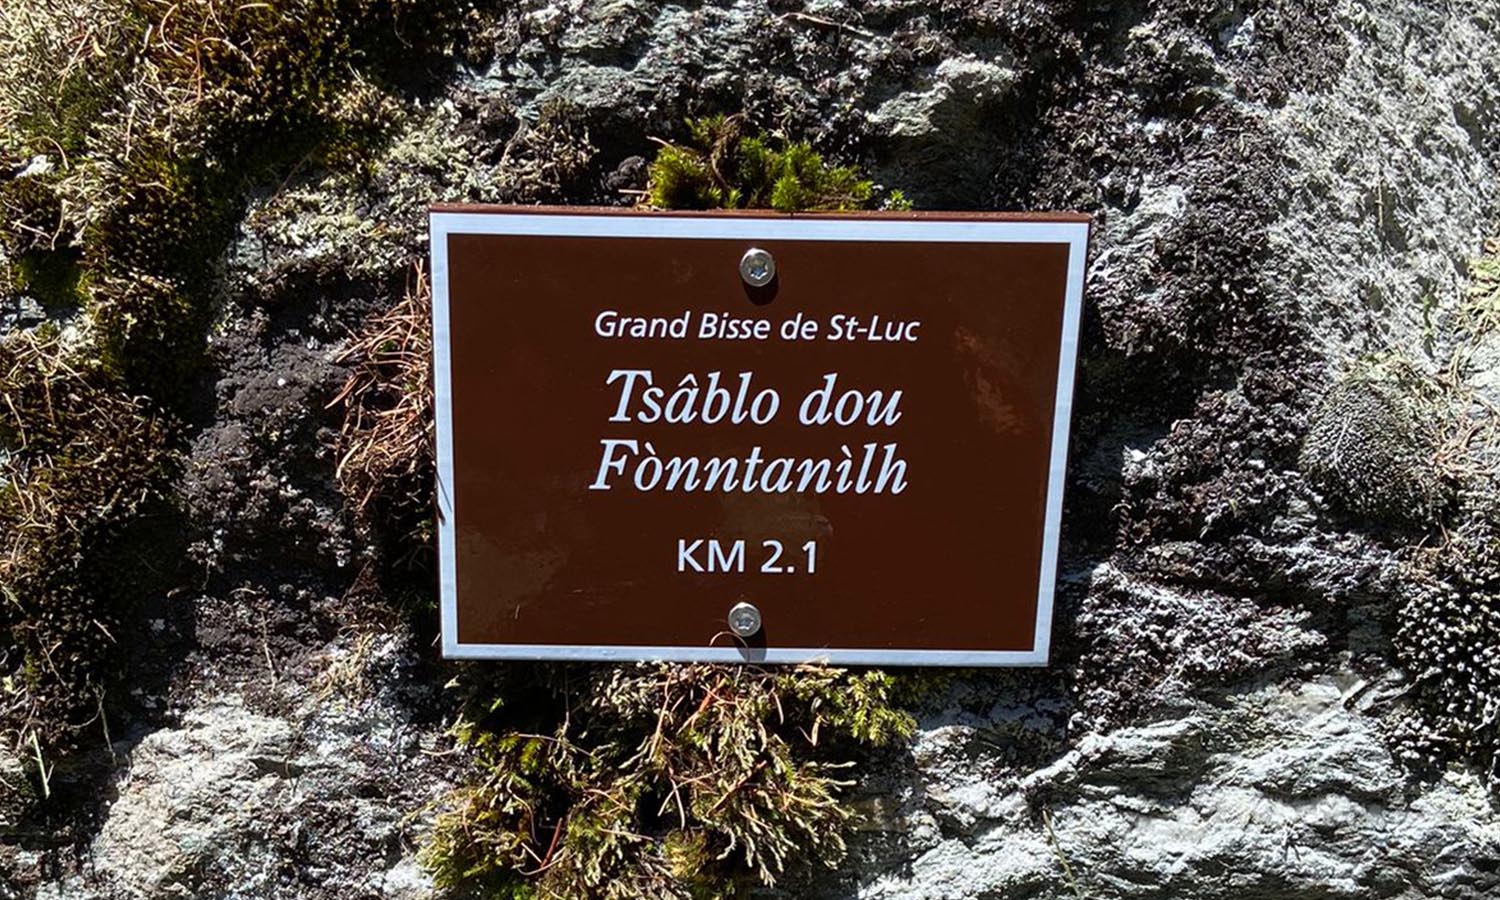 Grand Bisse de St-Luc
Tsâblo dou
Fònntanìlh
KM 2.1